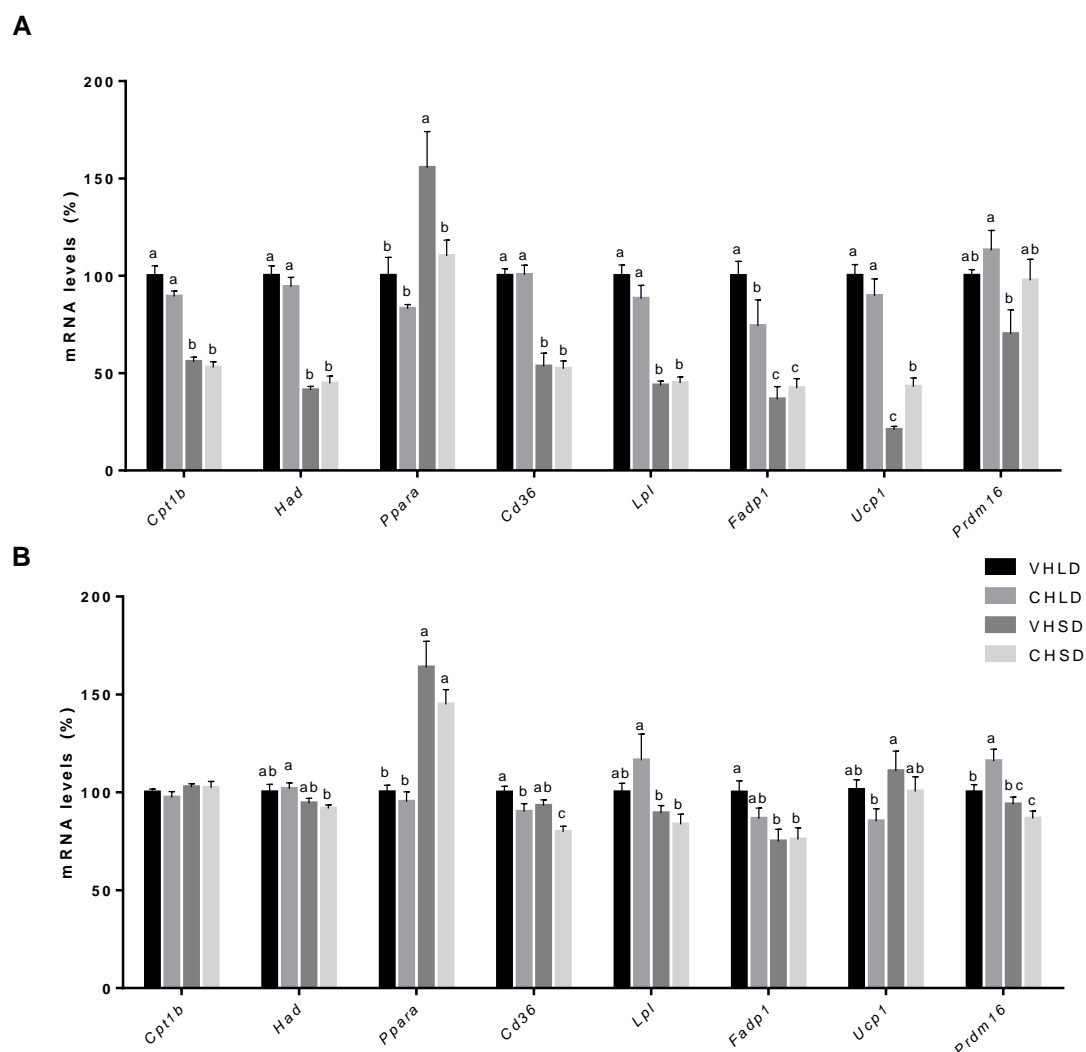 A
mRNA levels (%)
200
150
100
50
0
a a b b
a a b b
b b a b
a a b b
a a b b
a b c c
a a c b
ab a b ab
Cpt1b Had Ppara Cd36 Lpl Fadp1 Ucp1 Prdm16
B
VHLD
CHLD
VHSD
CHSD
mRNA levels (%)
200
150
100
50
0
ab a ab b
b b a a
a b ab c
ab a b b
a ab b b
ab b a ab
b a bc c
Cpt1b Had Ppara Cd36 Lpl Fadp1 Ucp1 Prdm16